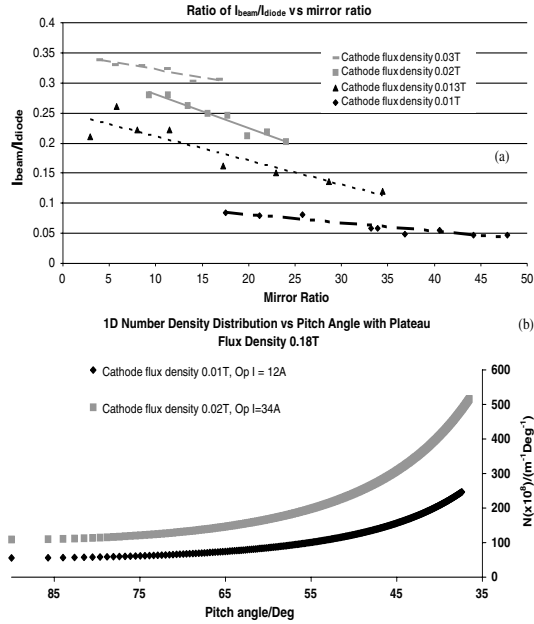 Ratio of Ibeam/Idiode vs mirror ratio
0.4
0.35
0.3
0.25
0.2
0.15
0.1
0.05
0
Ibeam/Idiode
Cathode flux density 0.03T
Cathode flux density 0.02T
Cathode flux density 0.013T
Cathode flux density 0.01T
(a)
0 5 10 15 20 25 30 35 40 45 50
Mirror Ratio
1D Number Density Distribution vs Pitch Angle with Plateau
Flux Density 0.18T
(b)
Cathode flux density 0.01T, Op I = 12A
Cathode flux density 0.02T, Op I=34A
600
500
400
300
200
100
0
N(x10⁸)/(m⁻¹Deg⁻¹)
85 75 65 55 45 35
Pitch angle/Deg